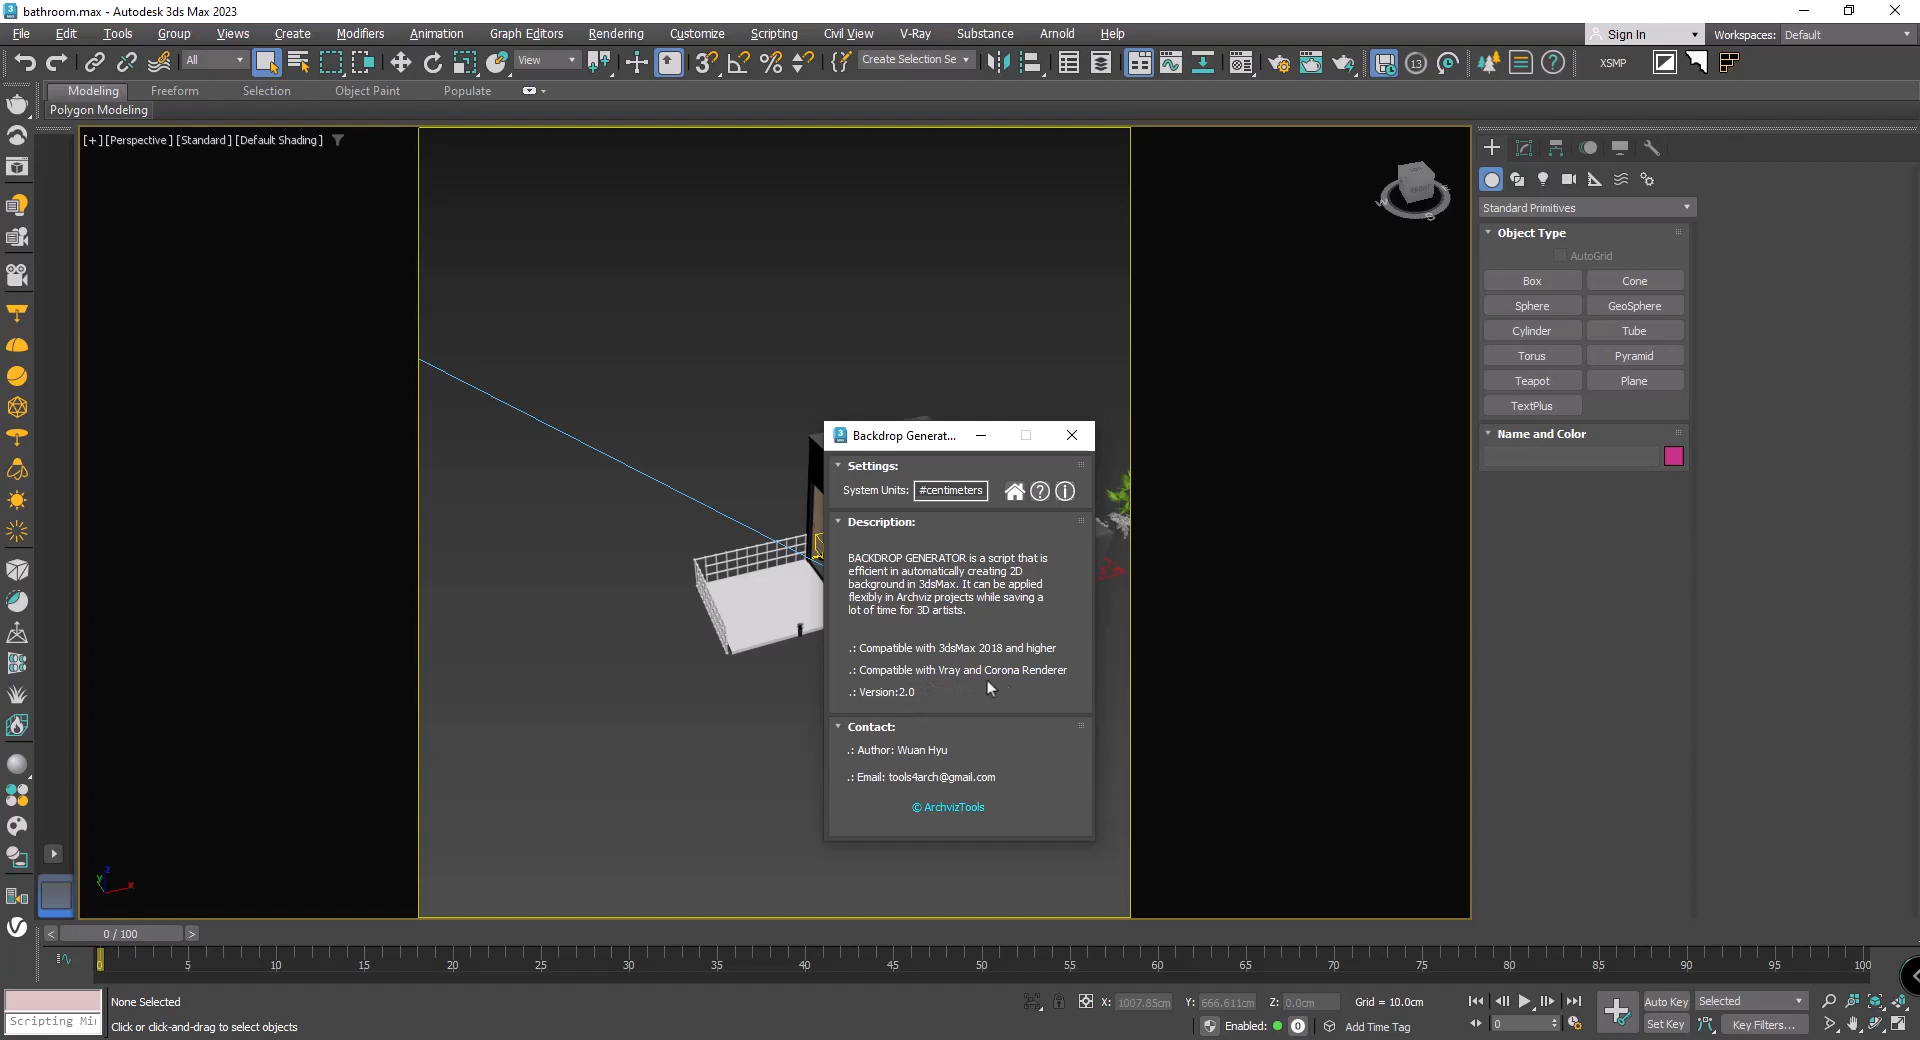 bathroom.max - Autodesk 3ds Max 2023
File Edit Tools Group Views Create Modifiers Animation Graph Editors Rendering Customize Scripting Civil View V-Ray Substance Arnold Help Sign In Workspaces: Default
All View Create Selection Se 13 XSMP
Modeling Freeform Selection Object Paint Populate
Polygon Modeling
[+] [Perspective] [Standard] [Default Shading]
FRONT
W S
Standard Primitives
Object Type
AutoGrid
Box Cone
Sphere GeoSphere
Cylinder Tube
Torus Pyramid
Teapot Plane
TextPlus
Name and Color
Backdrop Generat...
Settings:
System Units: #centimeters
Description:
BACKDROP GENERATOR is a script that is
efficient in automatically creating 2D
background in 3dsMax. It can be applied
flexibly in Archviz projects while saving a
lot of time for 3D artists.
.: Compatible with 3dsMax 2018 and higher
.: Compatible with Vray and Corona Renderer
.: Version:2.0
Contact:
.: Author: Wuan Hyu
.: Email: tools4arch@gmail.com
© ArchvizTools
z
y x
< 0 / 100 >
0 5 10 15 20 25 30 35 40 45 50 55 60 65 70 75 80 85 90 95 100
None Selected X: 1007.85cm Y: 666.611cm Z: 0.0cm Grid = 10.0cm Auto Key Selected
Scripting Mi
Click or click-and-drag to select objects Enabled: 0 Add Time Tag 0 Set Key Key Filters...